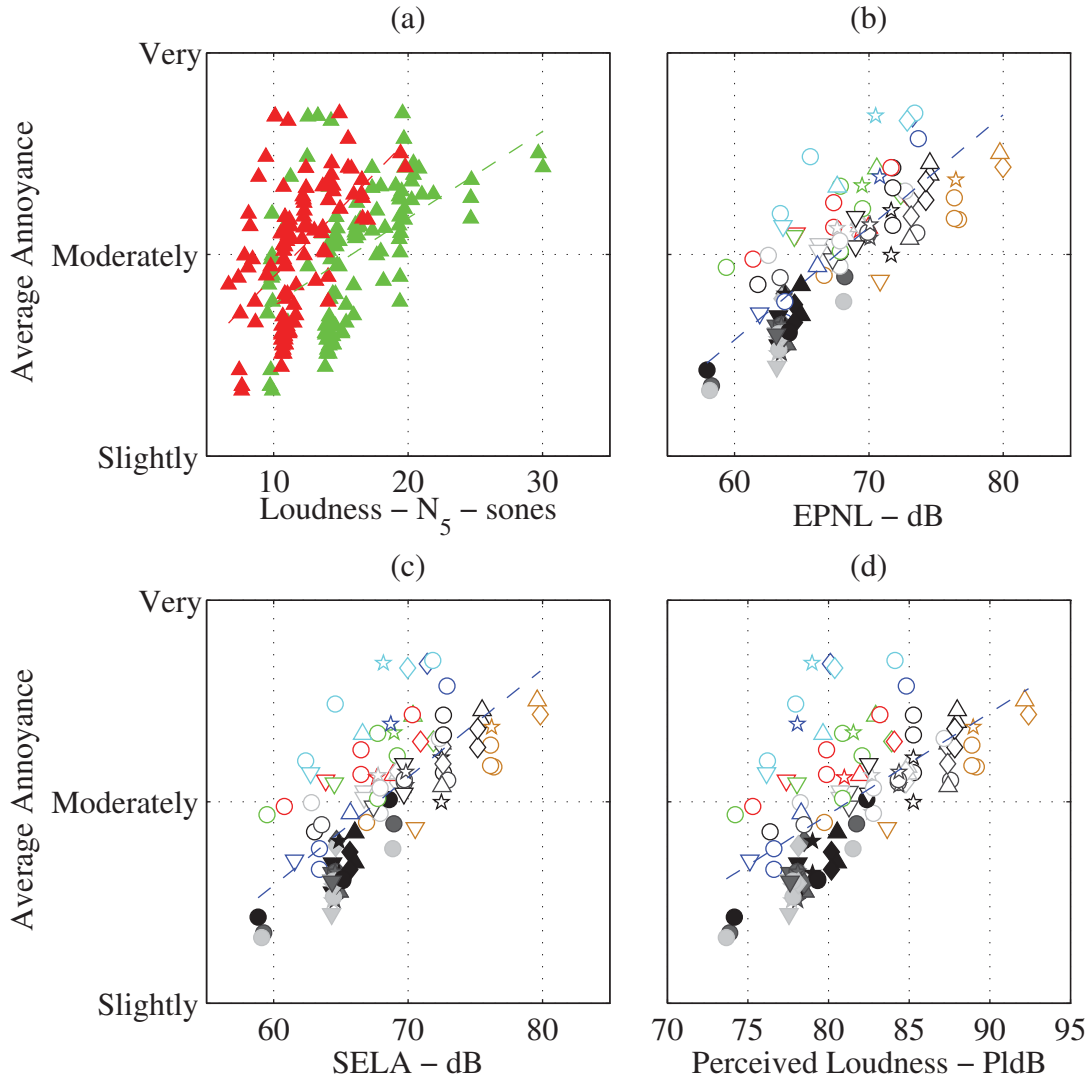 (a)
Very
Moderately
Slightly
Average Annoyance
10 20 30
Loudness − N5 − sones
(b)
60 70 80
EPNL − dB
(c)
Very
Moderately
Slightly
Average Annoyance
60 70 80
SELA − dB
(d)
70 75 80 85 90 95
Perceived Loudness − PldB